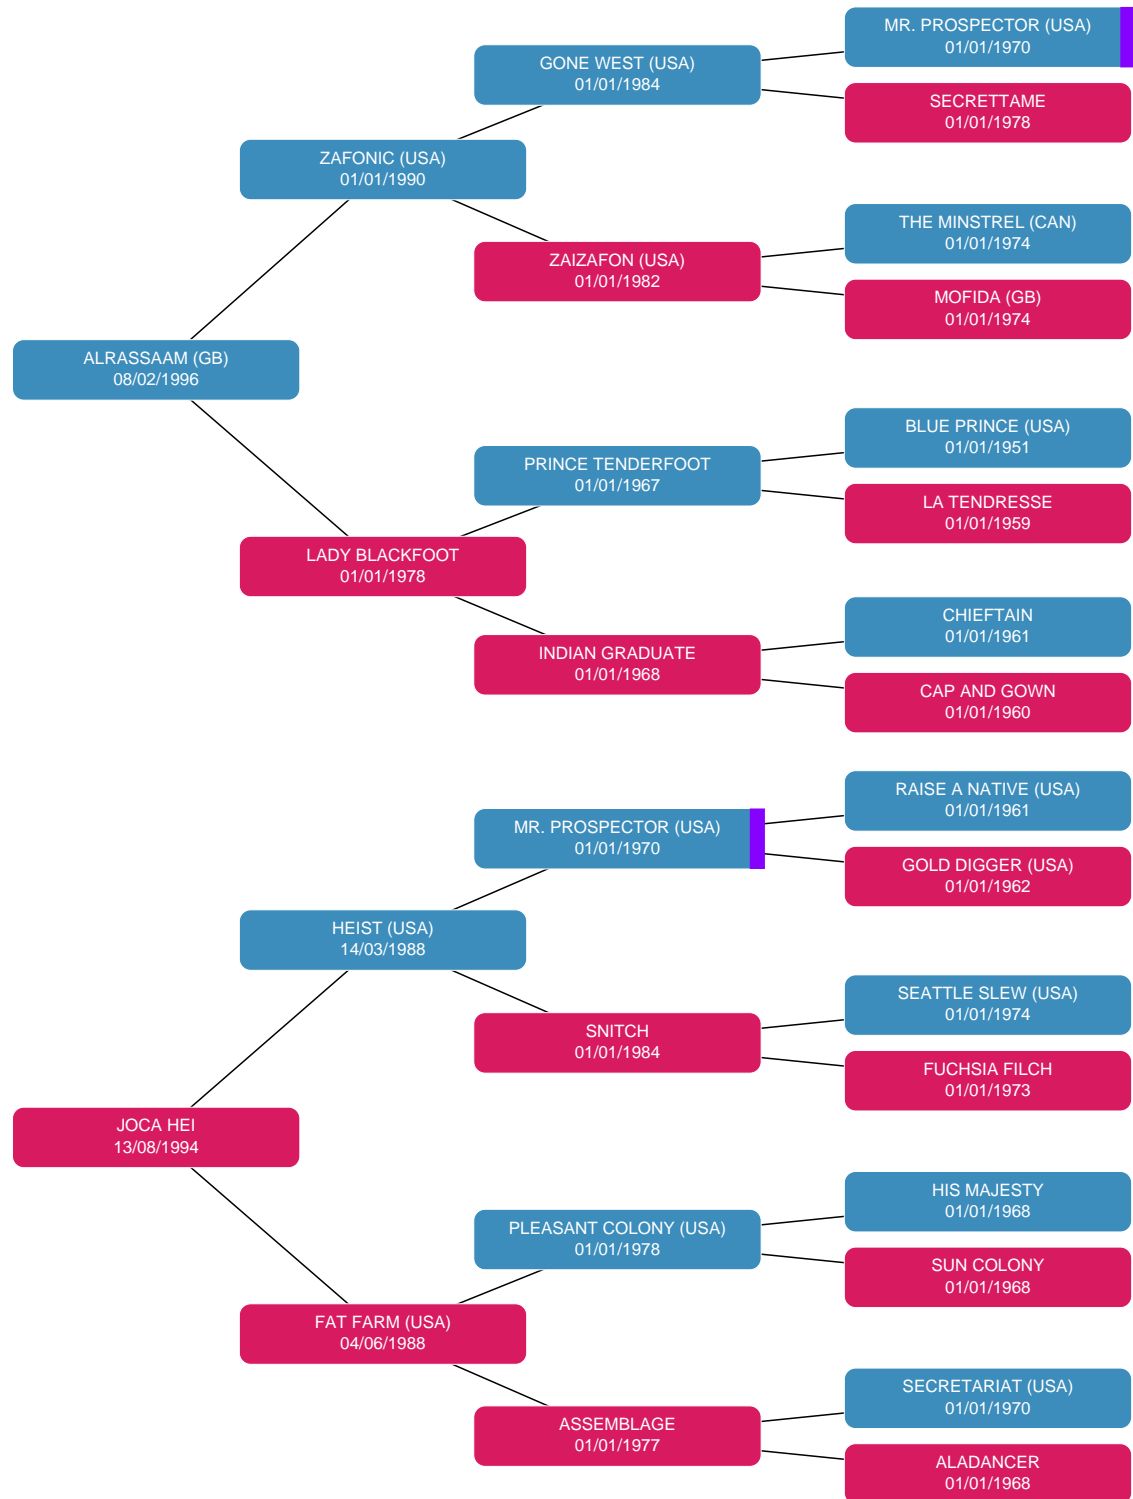 MR. PROSPECTOR (USA)
01/01/1970
GONE WEST (USA)
01/01/1984
SECRETTAME
01/01/1978
ZAFONIC (USA)
01/01/1990
THE MINSTREL (CAN)
01/01/1974
ZAIZAFON (USA)
01/01/1982
MOFIDA (GB)
01/01/1974
ALRASSAAM (GB)
08/02/1996
BLUE PRINCE (USA)
01/01/1951
PRINCE TENDERFOOT
01/01/1967
LA TENDRESSE
01/01/1959
LADY BLACKFOOT
01/01/1978
CHIEFTAIN
01/01/1961
INDIAN GRADUATE
01/01/1968
CAP AND GOWN
01/01/1960
RAISE A NATIVE (USA)
01/01/1961
MR. PROSPECTOR (USA)
01/01/1970
GOLD DIGGER (USA)
01/01/1962
HEIST (USA)
14/03/1988
SEATTLE SLEW (USA)
01/01/1974
SNITCH
01/01/1984
FUCHSIA FILCH
01/01/1973
JOCA HEI
13/08/1994
HIS MAJESTY
01/01/1968
PLEASANT COLONY (USA)
01/01/1978
SUN COLONY
01/01/1968
FAT FARM (USA)
04/06/1988
SECRETARIAT (USA)
01/01/1970
ASSEMBLAGE
01/01/1977
ALADANCER
01/01/1968